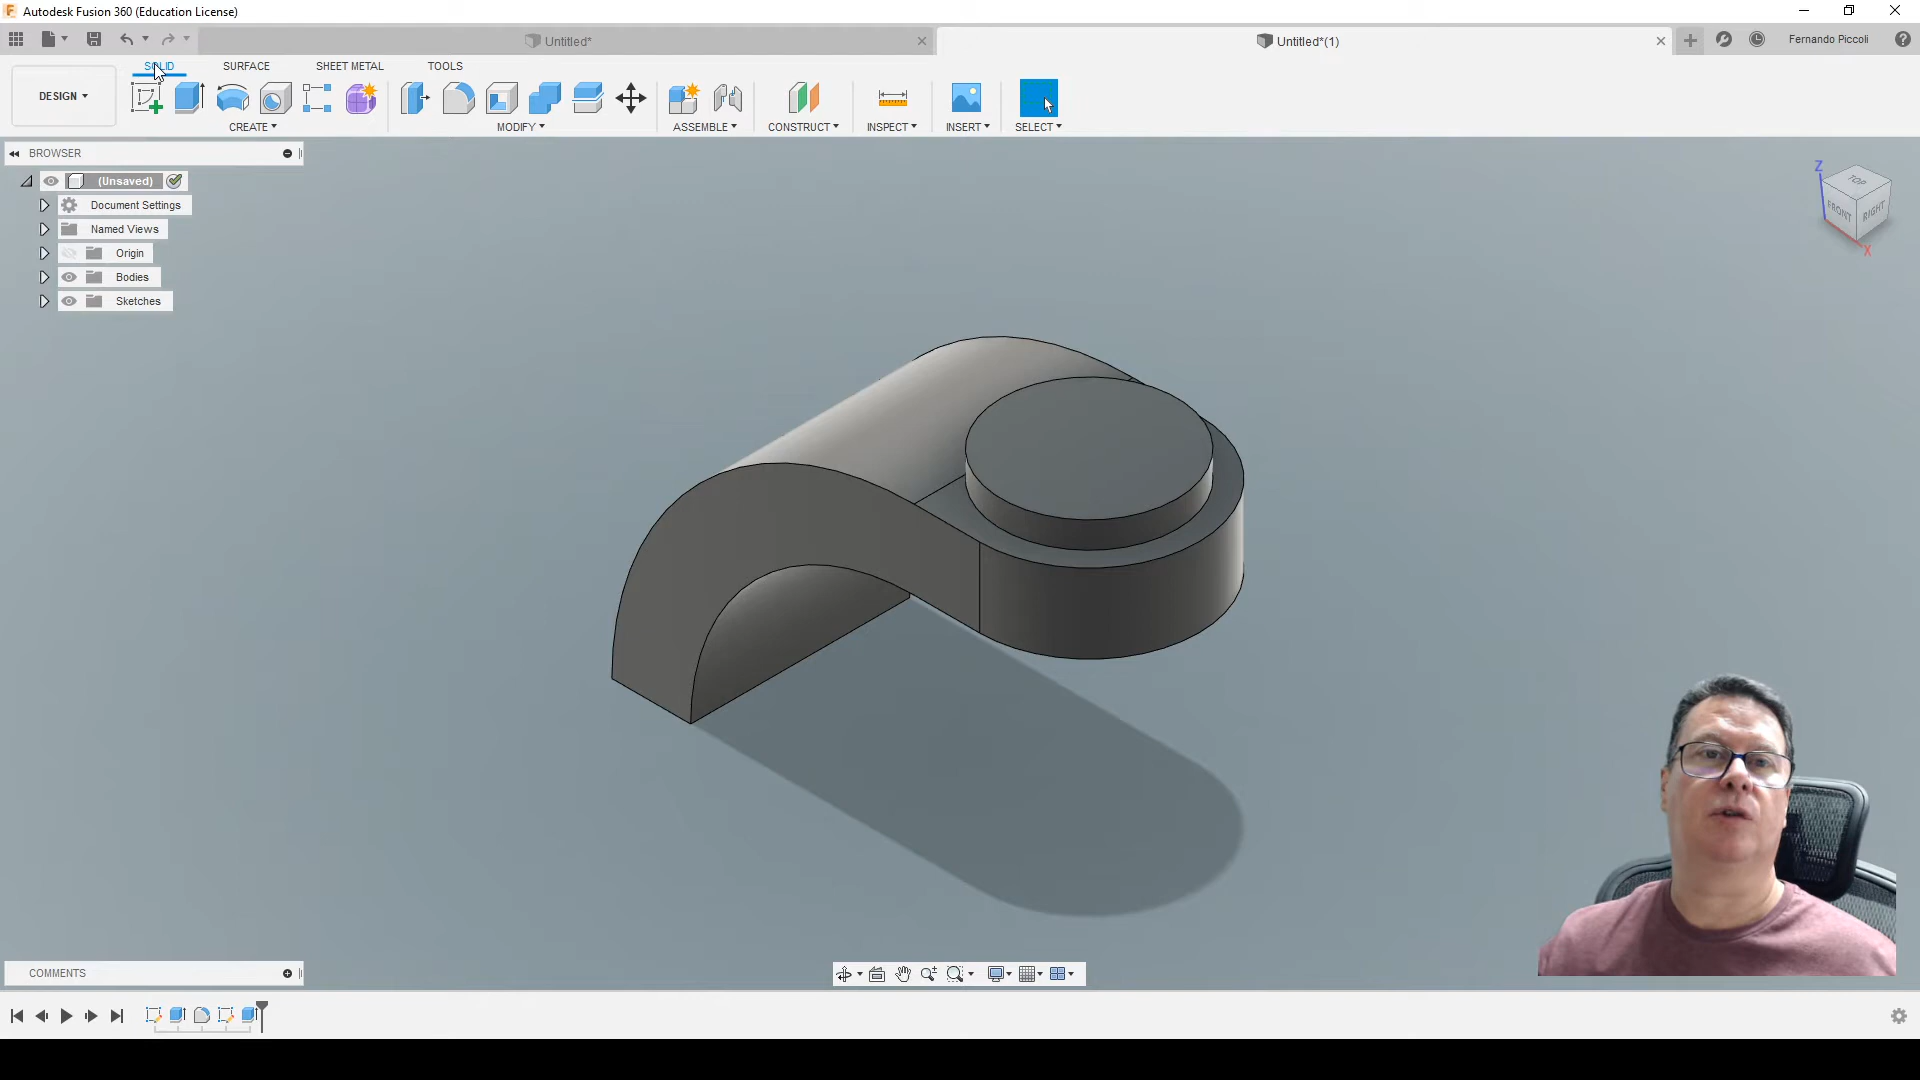 Autodesk Fusion 360 (Education License)
Untitled*
Untitled*(1)
Fernando Piccoli
DESIGN
SOLID
SURFACE
SHEET METAL
TOOLS
CREATE
MODIFY
ASSEMBLE
CONSTRUCT
INSPECT
INSERT
SELECT
BROWSER
(Unsaved)
Document Settings
Named Views
Origin
Bodies
Sketches
Z
TOP
FRONT
RIGHT
X
COMMENTS